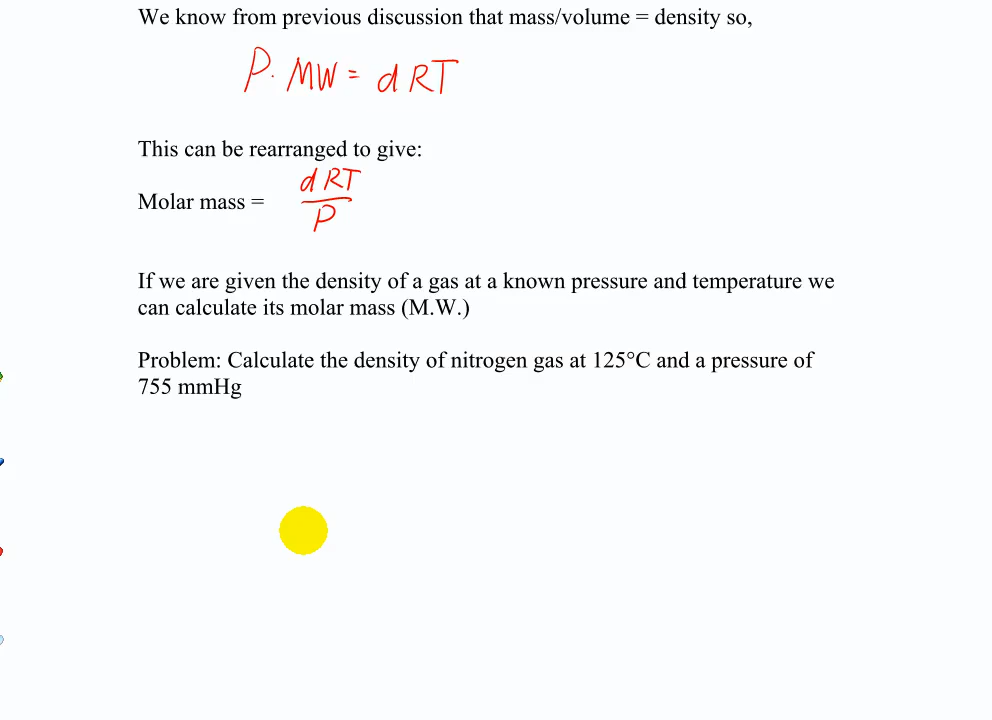 We know from previous discussion that mass/volume = density so,
P. MW = dRT
This can be rearranged to give:
Molar mass = dRT
P
If we are given the density of a gas at a known pressure and temperature we
can calculate its molar mass (M.W.)
Problem: Calculate the density of nitrogen gas at 125°C and a pressure of
755 mmHg